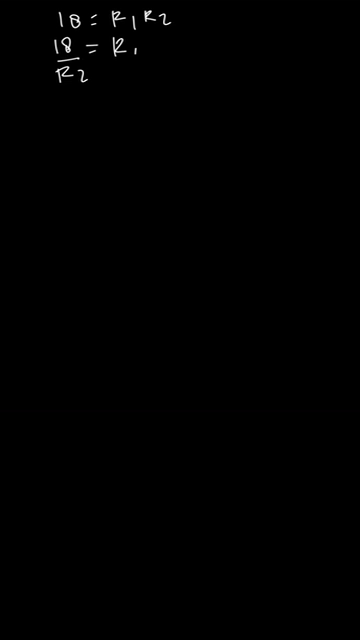 18 = R1R2
18/R2 = R1